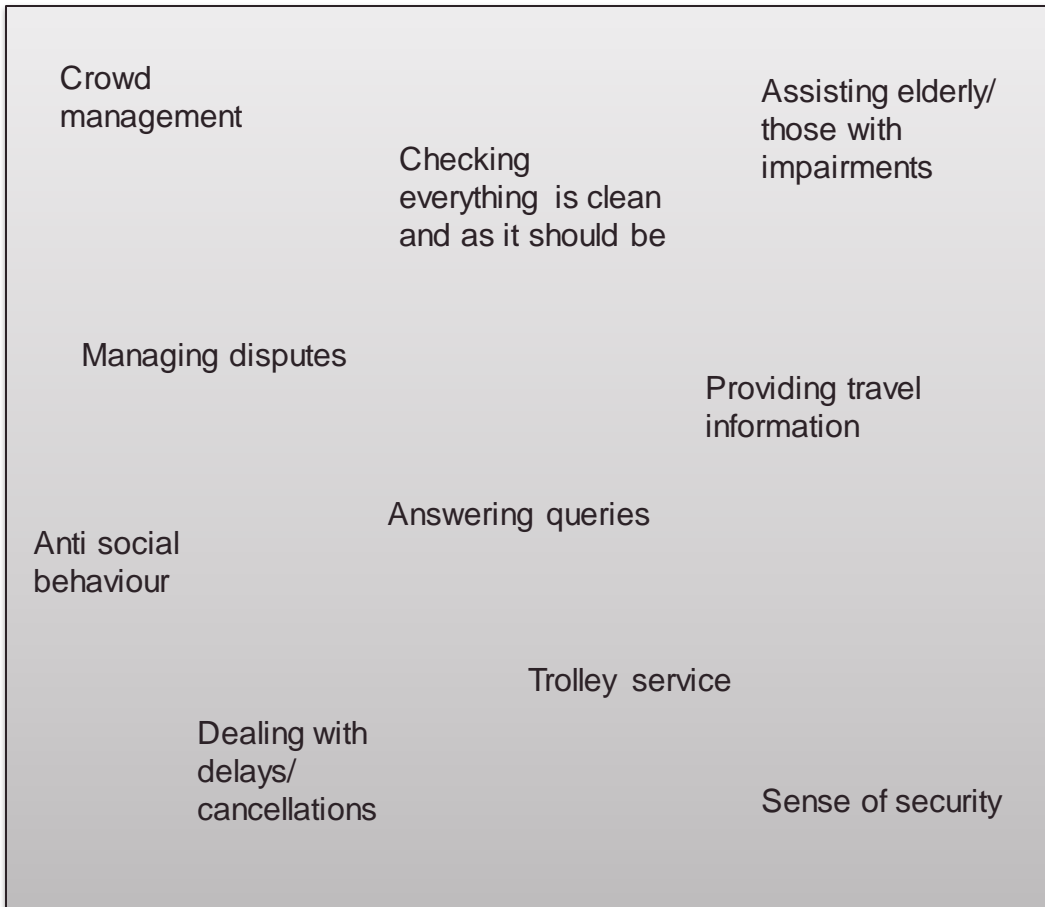 Crowd
management
Assisting elderly/
those with
impairments
Checking
everything is clean
and as it should be
Managing disputes
Providing travel
information
Answering queries
Anti social
behaviour
Trolley service
Dealing with
delays/
cancellations
Sense of security